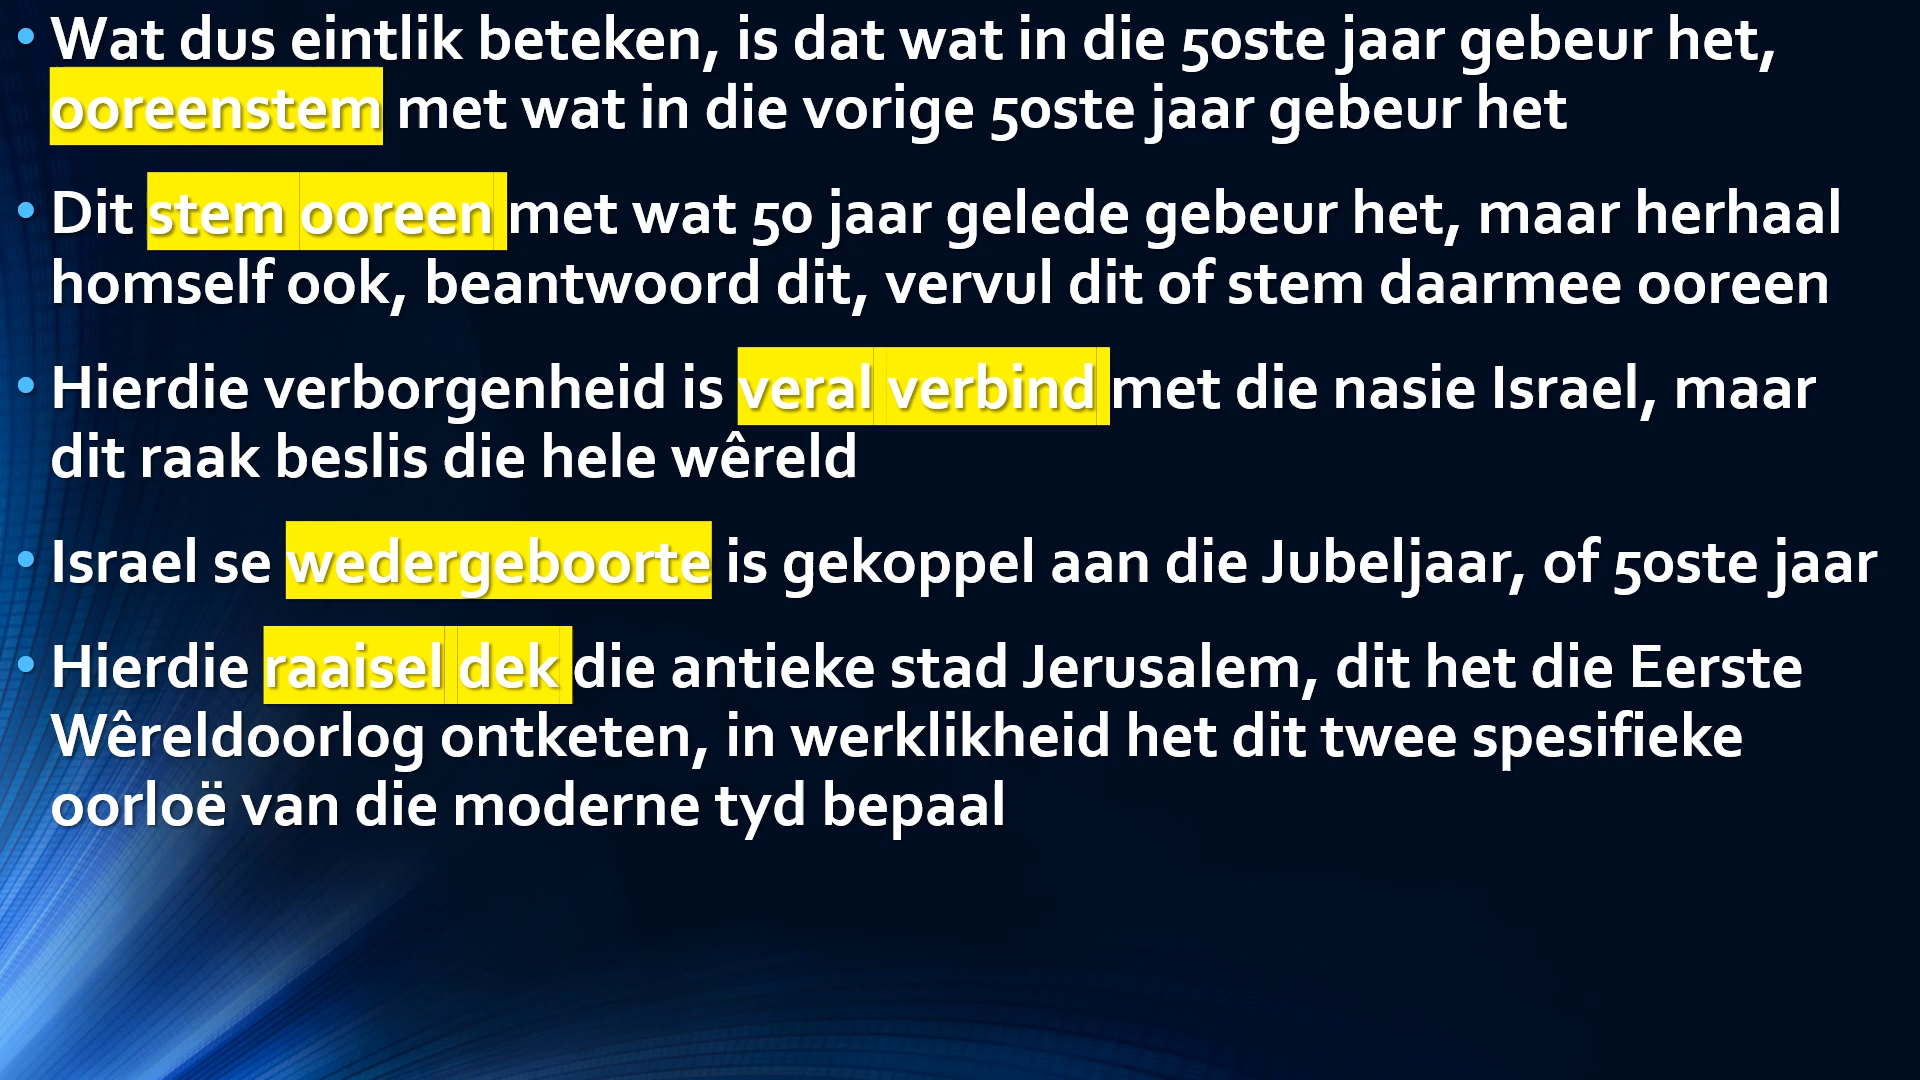 • Wat dus eintlik beteken, is dat wat in die 50ste jaar gebeur het,
ooreenstem met wat in die vorige 50ste jaar gebeur het
• Dit stem ooreen met wat 50 jaar gelede gebeur het, maar herhaal
homself ook, beantwoord dit, vervul dit of stem daarmee ooreen
• Hierdie verborgenheid is veral verbind met die nasie Israel, maar
dit raak beslis die hele wêreld
• Israel se wedergeboorte is gekoppel aan die Jubeljaar, of 50ste jaar
• Hierdie raaisel dek die antieke stad Jerusalem, dit het die Eerste
Wêreldoorlog ontketen, in werklikheid het dit twee spesifieke
oorloë van die moderne tyd bepaal